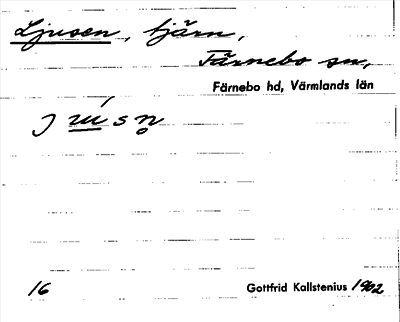 Ljusen, tjärn,
Färnebo sn,
Färnebo hd, Värmlands län
16
Gottfrid Kallstenius 1902